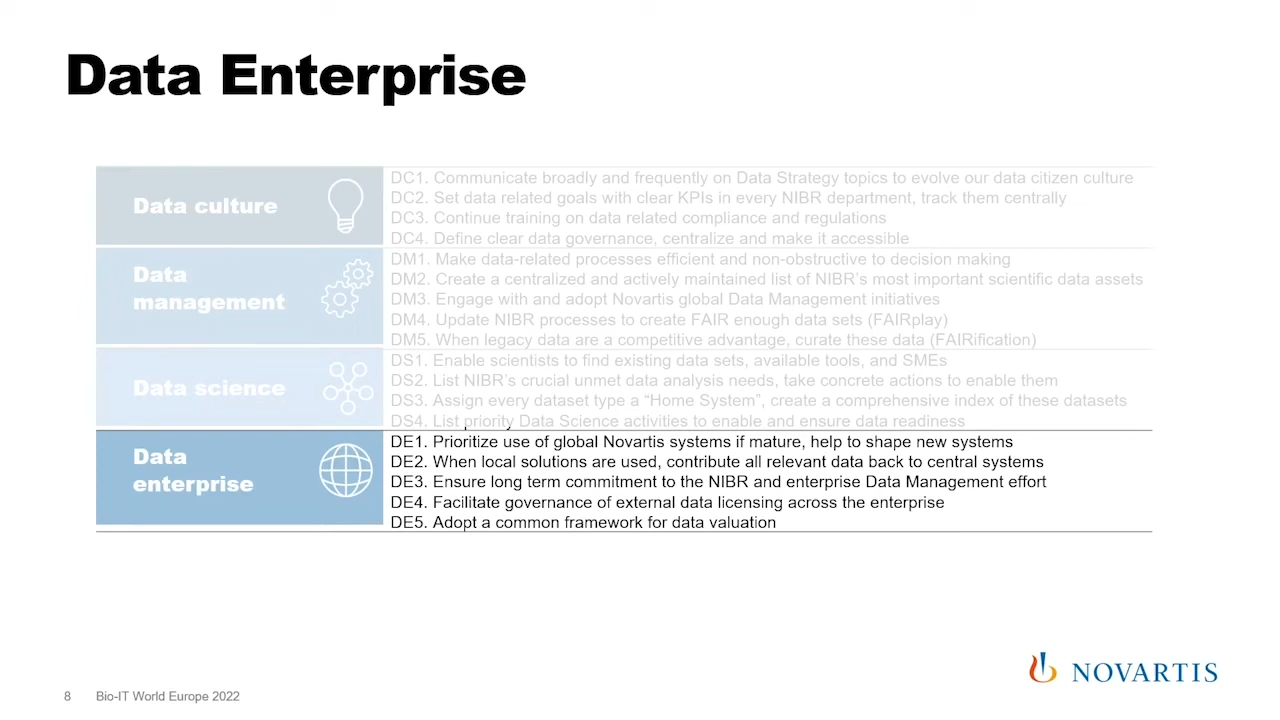 Data Enterprise
Data culture
DC1. Communicate broadly and frequently on Data Strategy topics to evolve our data citizen culture
DC2. Set data related goals with clear KPIs in every NIBR department, track them centrally
DC3. Continue training on data related compliance and regulations
DC4. Define clear data governance, centralize and make it accessible
Data
management
DM1. Make data-related processes efficient and non-obstructive to decision making
DM2. Create a centralized and actively maintained list of NIBR's most important scientific data assets
DM3. Engage with and adopt Novartis global Data Management initiatives
DM4. Update NIBR processes to create FAIR enough data sets (FAIRplay)
DM5. When legacy data are a competitive advantage, curate these data (FAIRification)
Data science
DS1. Enable scientists to find existing data sets, available tools, and SMEs
DS2. List NIBR's crucial unmet data analysis needs, take concrete actions to enable them
DS3. Assign every dataset type a “Home System”, create a comprehensive index of these datasets
DS4. List priority Data Science activities to enable and ensure data readiness
Data
enterprise
DE1. Prioritize use of global Novartis systems if mature, help to shape new systems
DE2. When local solutions are used, contribute all relevant data back to central systems
DE3. Ensure long term commitment to the NIBR and enterprise Data Management effort
DE4. Facilitate governance of external data licensing across the enterprise
DE5. Adopt a common framework for data valuation
8 Bio-IT World Europe 2022
NOVARTIS